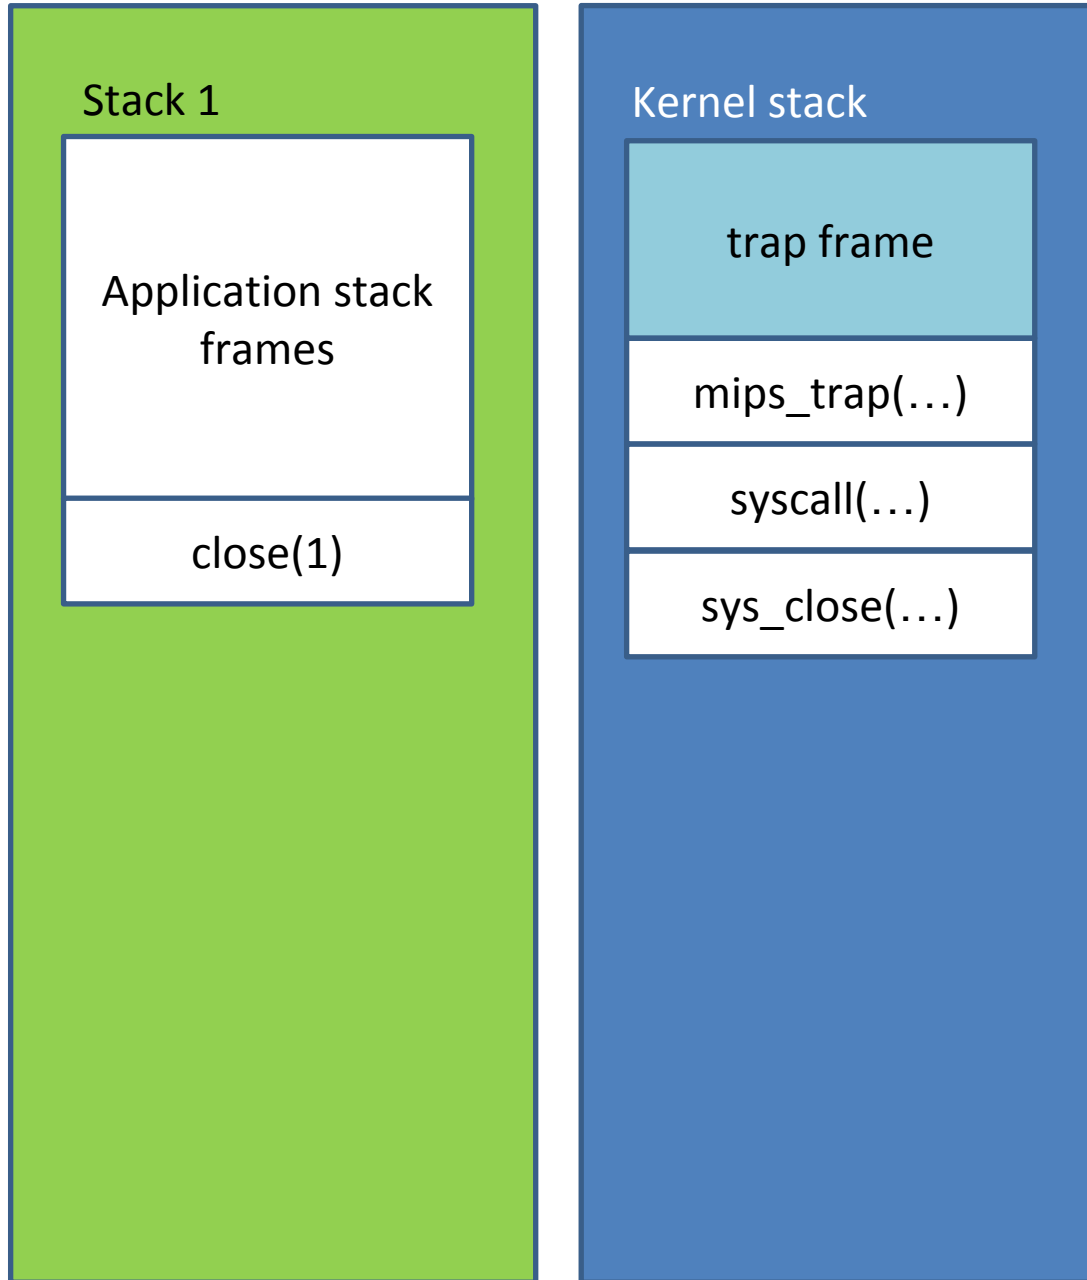 Stack 1
Application stack
frames
close(1)
Kernel stack
trap frame
mips_trap(…)
syscall(…)
sys_close(…)